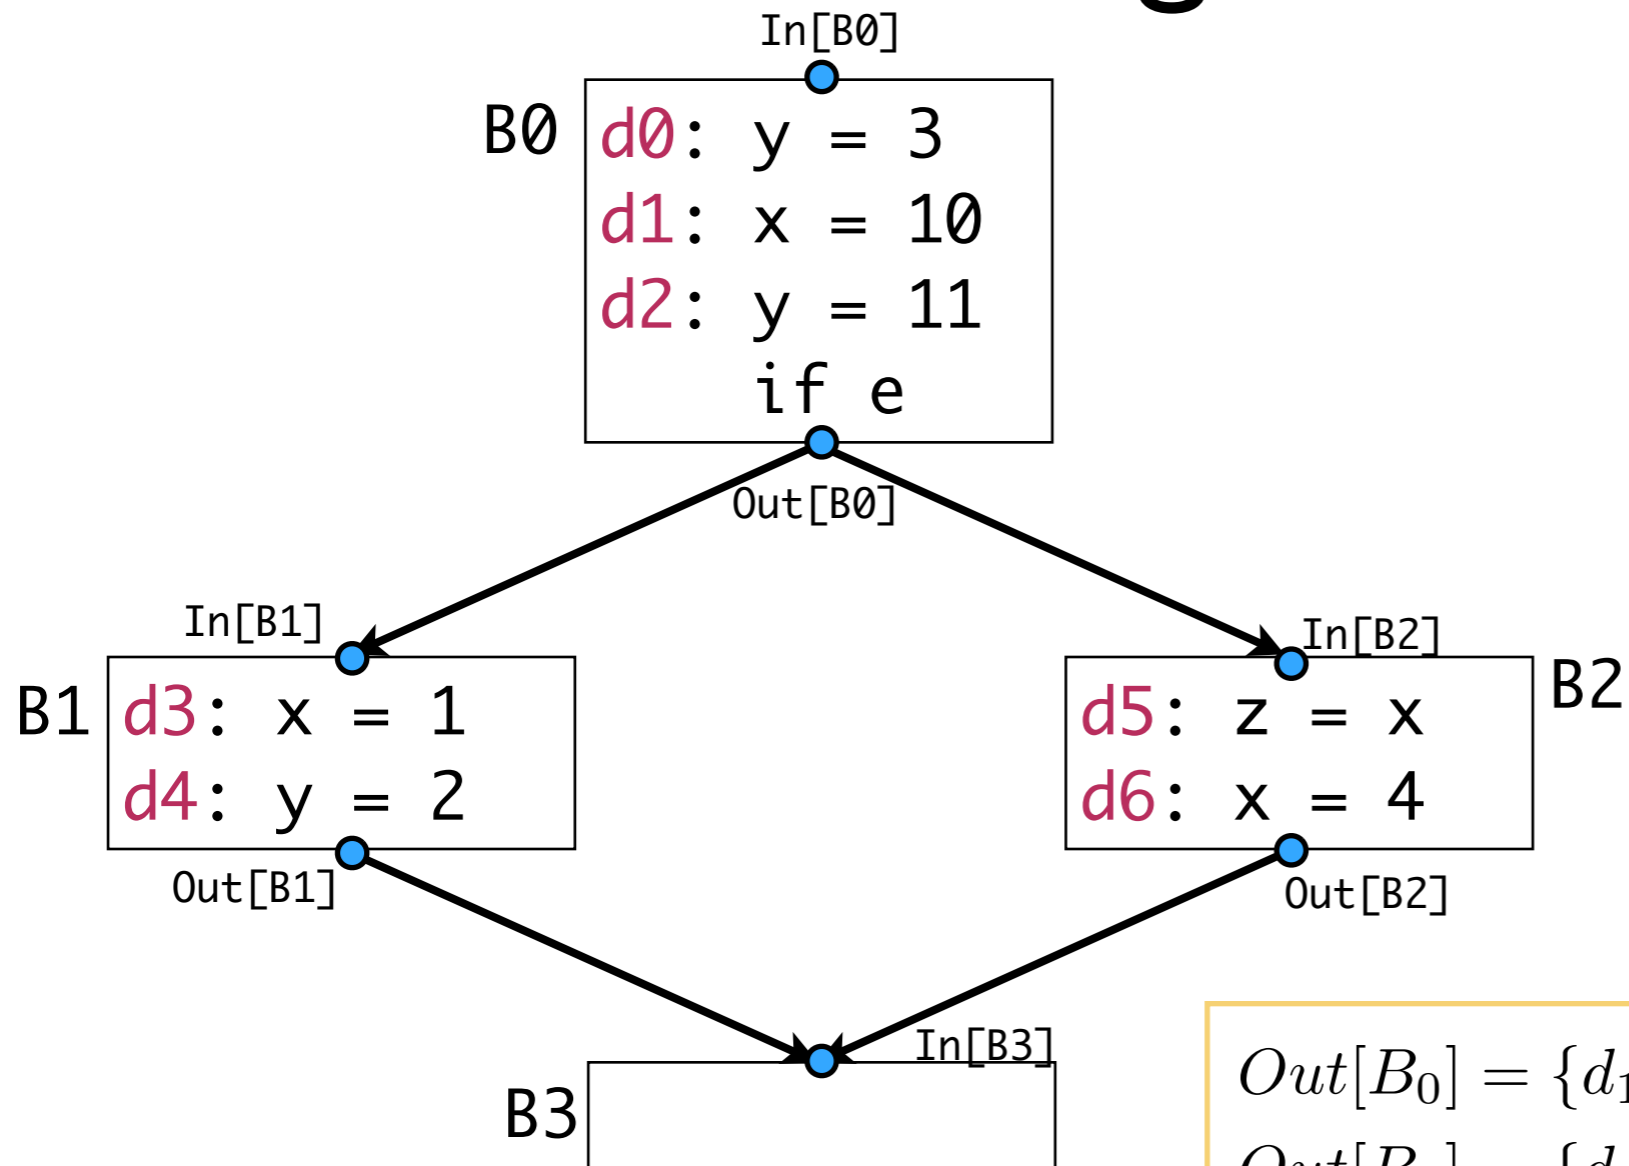 In[B0]
B0
d0: y = 3
d1: x = 10
d2: y = 11
if e
Out[B0]
In[B1]
In[B2]
B1
d3: x = 1
d4: y = 2
B2
d5: z = x
d6: x = 4
Out[B1]
Out[B2]
In[B3]
B3
Out[B₀] = {d₁